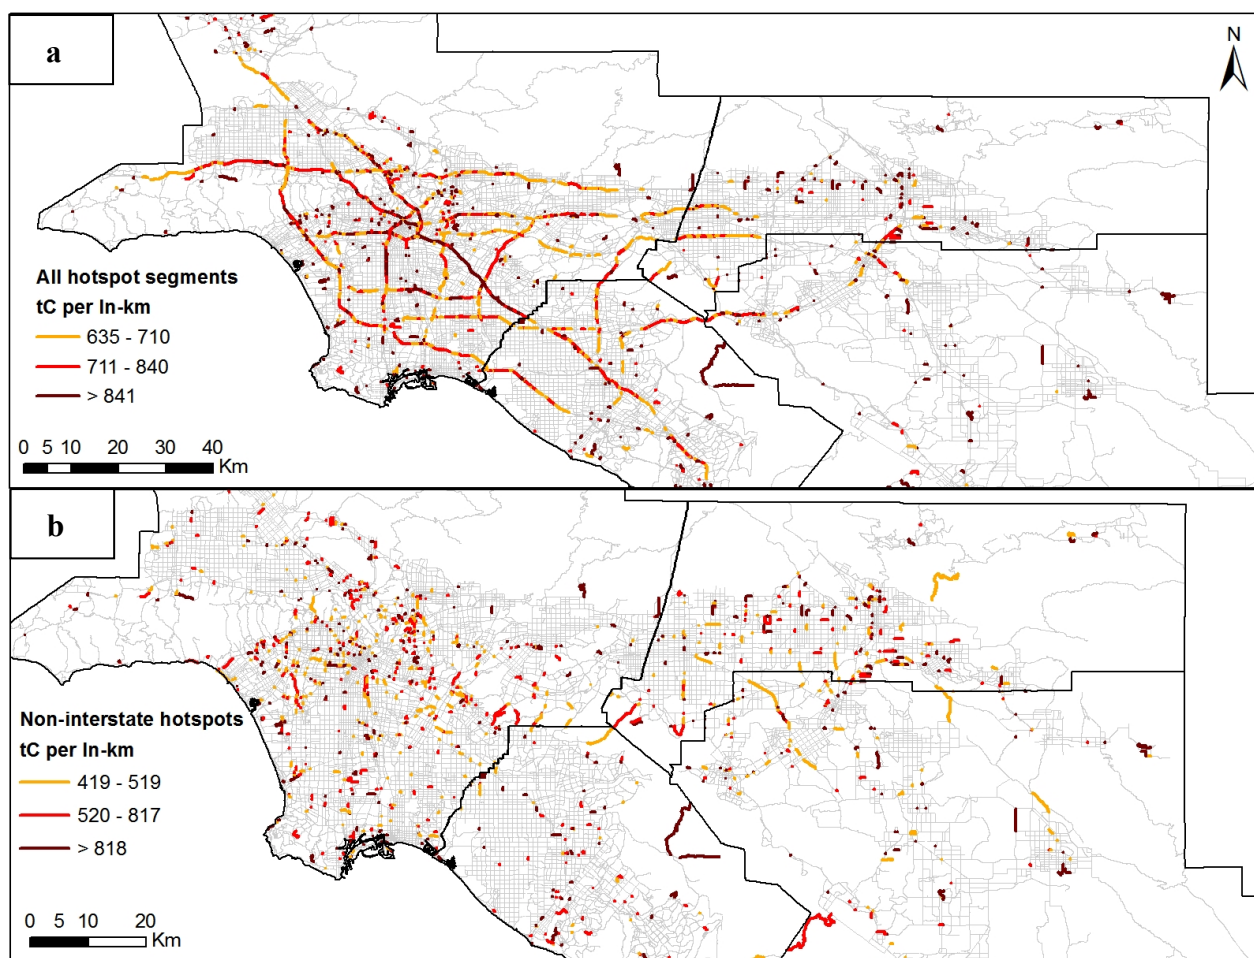 a
N
All hotspot segments
tC per ln-km
635 - 710
711 - 840
> 841
0 5 10 20 30 40
Km
b
Non-interstate hotspots
tC per ln-km
419 - 519
520 - 817
> 818
0 5 10 20
Km